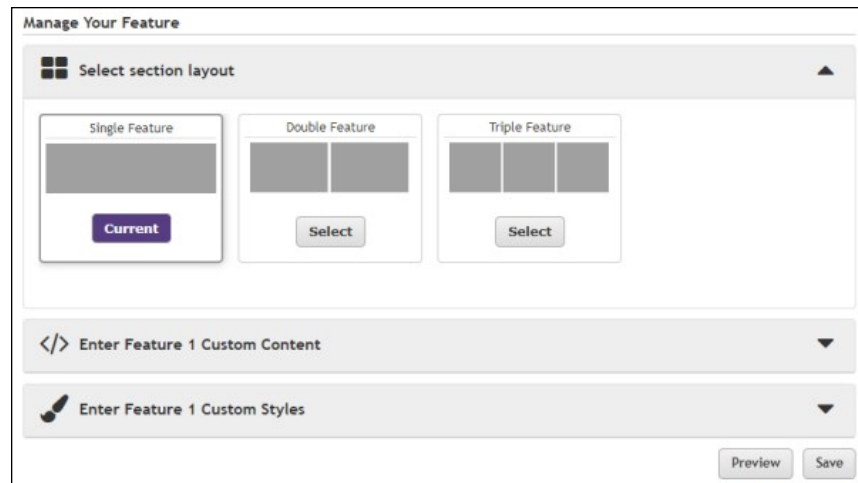 Manage Your Feature
Select section layout
Single Feature
Double Feature
Triple Feature
Current
Select
Select
</> Enter Feature 1 Custom Content
Enter Feature 1 Custom Styles
Preview
Save